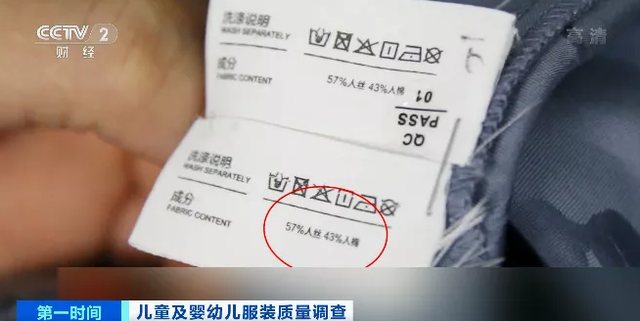 CCTV 2
财经
高清
洗涤说明
WASH SEPARATELY
成分
FABRIC CONTENT
57%人丝 43%人棉
01
PASS
QC
洗涤说明
WASH SEPARATELY
成分
FABRIC CONTENT
57%人丝 43%人棉
第一时间
儿童及婴幼儿服装质量调查